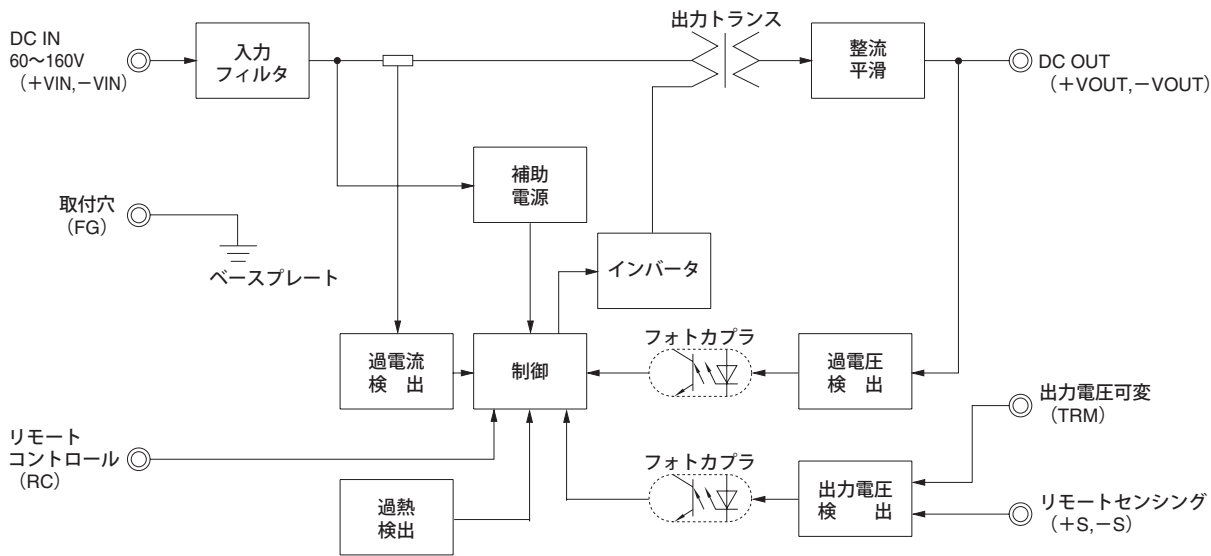 出力トランス
DC IN
60～160V
（+VIN,－VIN）
入力
フィルタ
整流
平滑
DC OUT
（+VOUT,－VOUT）
補助
電源
取付穴
（FG）
ベースプレート
インバータ
過電流
検　出
制御
フォトカプラ
過電圧
検　出
出力電圧可変
（TRM）
リモート
コントロール
（RC）
過熱
検出
フォトカプラ
出力電圧
検　　出
リモートセンシング
（+S,－S）